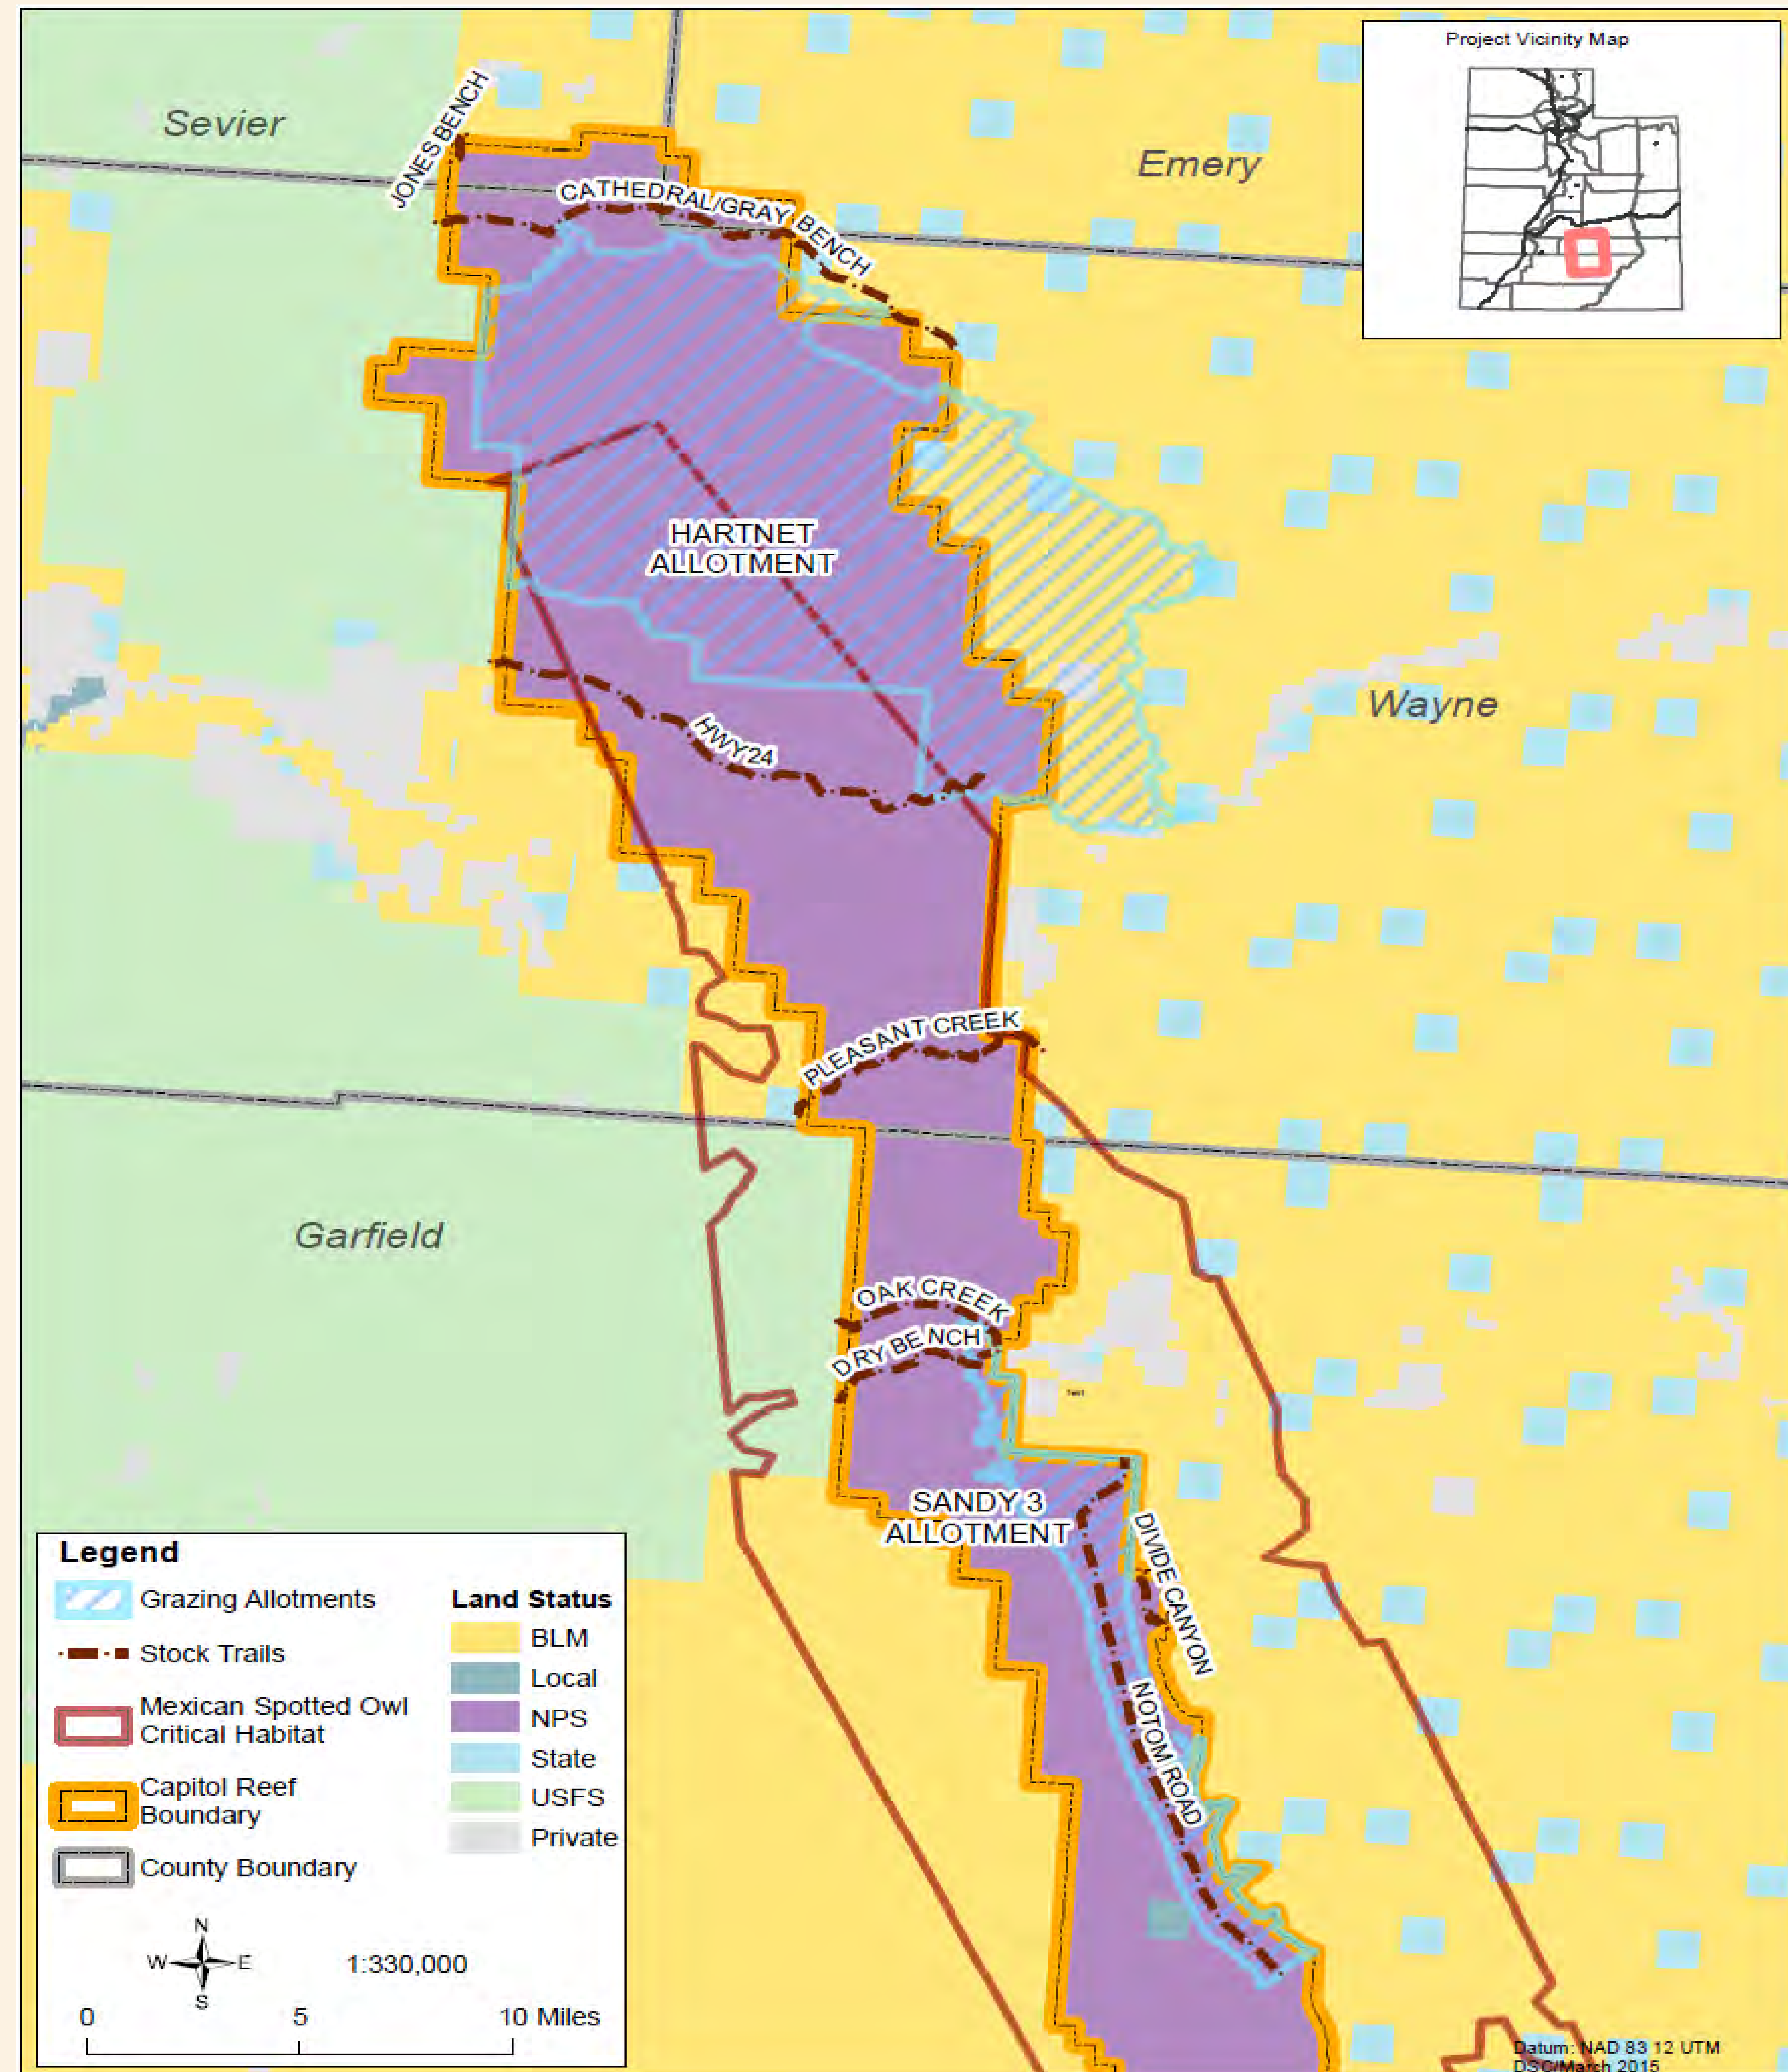 Project Vicinity Map
Sevier
JONES BENCH
Emery
CATHEDRAL/GRAY BENCH
HARTNET
ALLOTMENT
Wayne
HWY24
PLEASANT CREEK
Garfield
OAK CREEK
DRY BENCH
SANDY 3
ALLOTMENT
DIVIDE CANYON
NOTOM ROAD
Legend
Grazing Allotments
Stock Trails
Mexican Spotted Owl
Critical Habitat
Capitol Reef
Boundary
County Boundary
Land Status
BLM
Local
NPS
State
USFS
Private
N
W E
S
1:330,000
0 5 10 Miles
Datum: NAD 83 12 UTM
DSC/March 2015